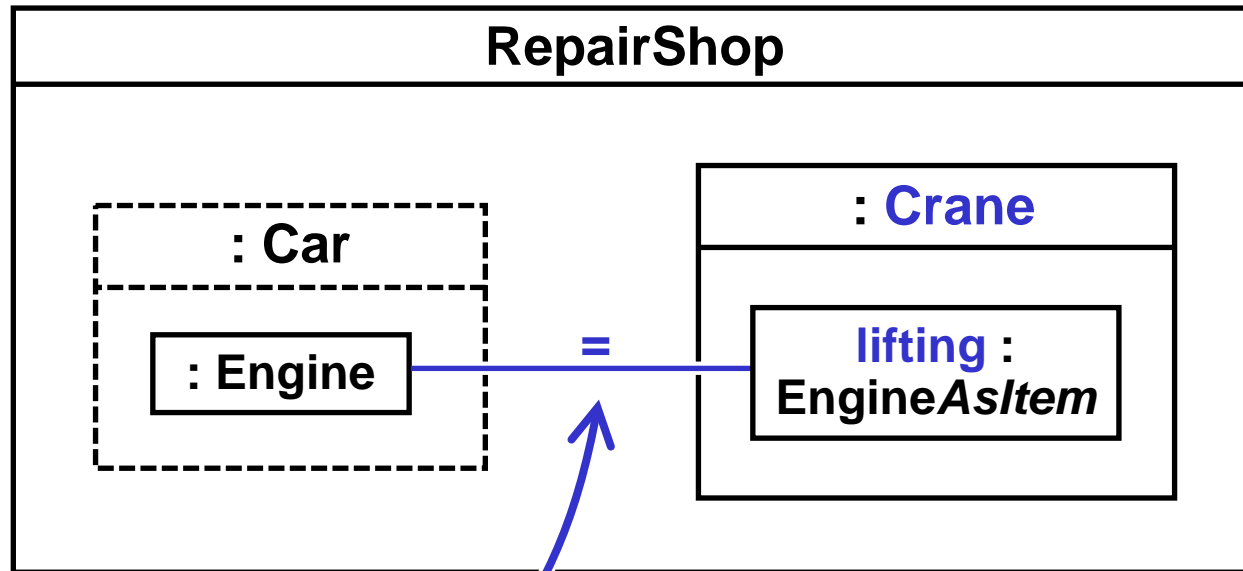 RepairShop
: Car
: Engine
=
: Crane
lifting :
EngineAsItem